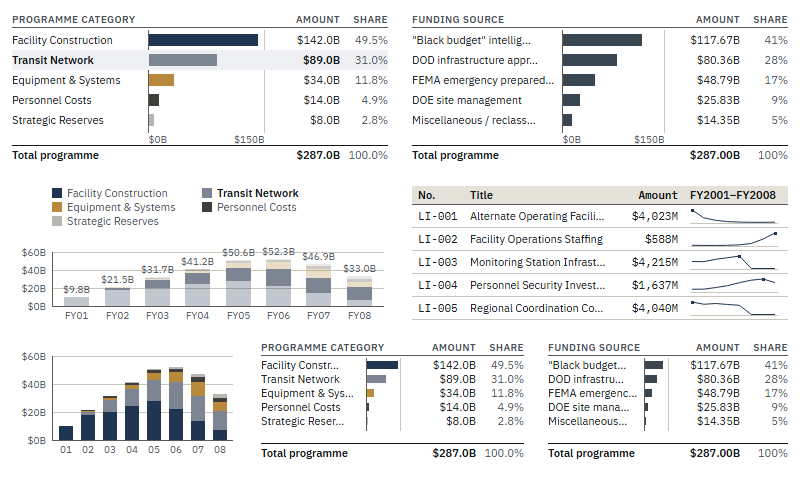 PROGRAMME CATEGORY AMOUNT SHARE
Facility Construction $142.0B 49.5%
Transit Network $89.0B 31.0%
Equipment & Systems $34.0B 11.8%
Personnel Costs $14.0B 4.9%
Strategic Reserves $8.0B 2.8%
$0B $150B
Total programme $287.0B 100.0%
FUNDING SOURCE AMOUNT SHARE
"Black budget" intellig... $117.67B 41%
DOD infrastructure appr... $80.36B 28%
FEMA emergency prepared... $48.79B 17%
DOE site management $25.83B 9%
Miscellaneous / reclass... $14.35B 5%
$0B $150B
Total programme $287.00B 100%
Facility Construction Transit Network
Equipment & Systems Personnel Costs
Strategic Reserves
$60B
$40B
$20B
$0B
$9.8B $21.5B $31.7B $41.2B $50.6B $52.3B $46.9B $33.0B
FY01 FY02 FY03 FY04 FY05 FY06 FY07 FY08
No. Title Amount FY2001–FY2008
LI-001 Alternate Operating Facili... $4,023M
LI-002 Facility Operations Staffing $588M
LI-003 Monitoring Station Infrast... $4,215M
LI-004 Personnel Security Invest... $1,637M
LI-005 Regional Coordination Co... $4,040M
$60B
$40B
$20B
$0B
01 02 03 04 05 06 07 08
PROGRAMME CATEGORY AMOUNT SHARE
Facility Constr... $142.0B 49.5%
Transit Network $89.0B 31.0%
Equipment & Sys... $34.0B 11.8%
Personnel Costs $14.0B 4.9%
Strategic Reser... $8.0B 2.8%
Total programme $287.0B 100.0%
FUNDING SOURCE AMOUNT SHARE
"Black budget... $117.67B 41%
DOD infrastru... $80.36B 28%
FEMA emergenc... $48.79B 17%
DOE site mana... $25.83B 9%
Miscellaneous... $14.35B 5%
Total programme $287.00B 100%